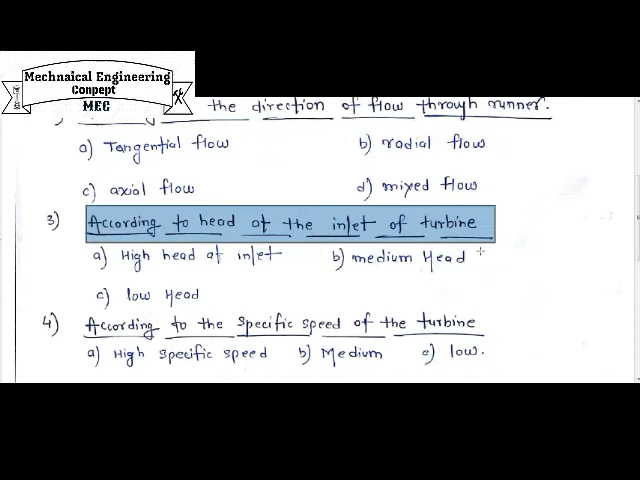 Mechnaical Engineering
Conpept
MEC
the direction of flow through runner.
a) Tangential flow b) radial flow
c) axial flow d) mixed flow
3) According to head at the inlet of turbine
a) High head at inlet b) medium Head
c) low Head
4) According to the specific speed of the turbine
a) High specific speed b) Medium c) low.